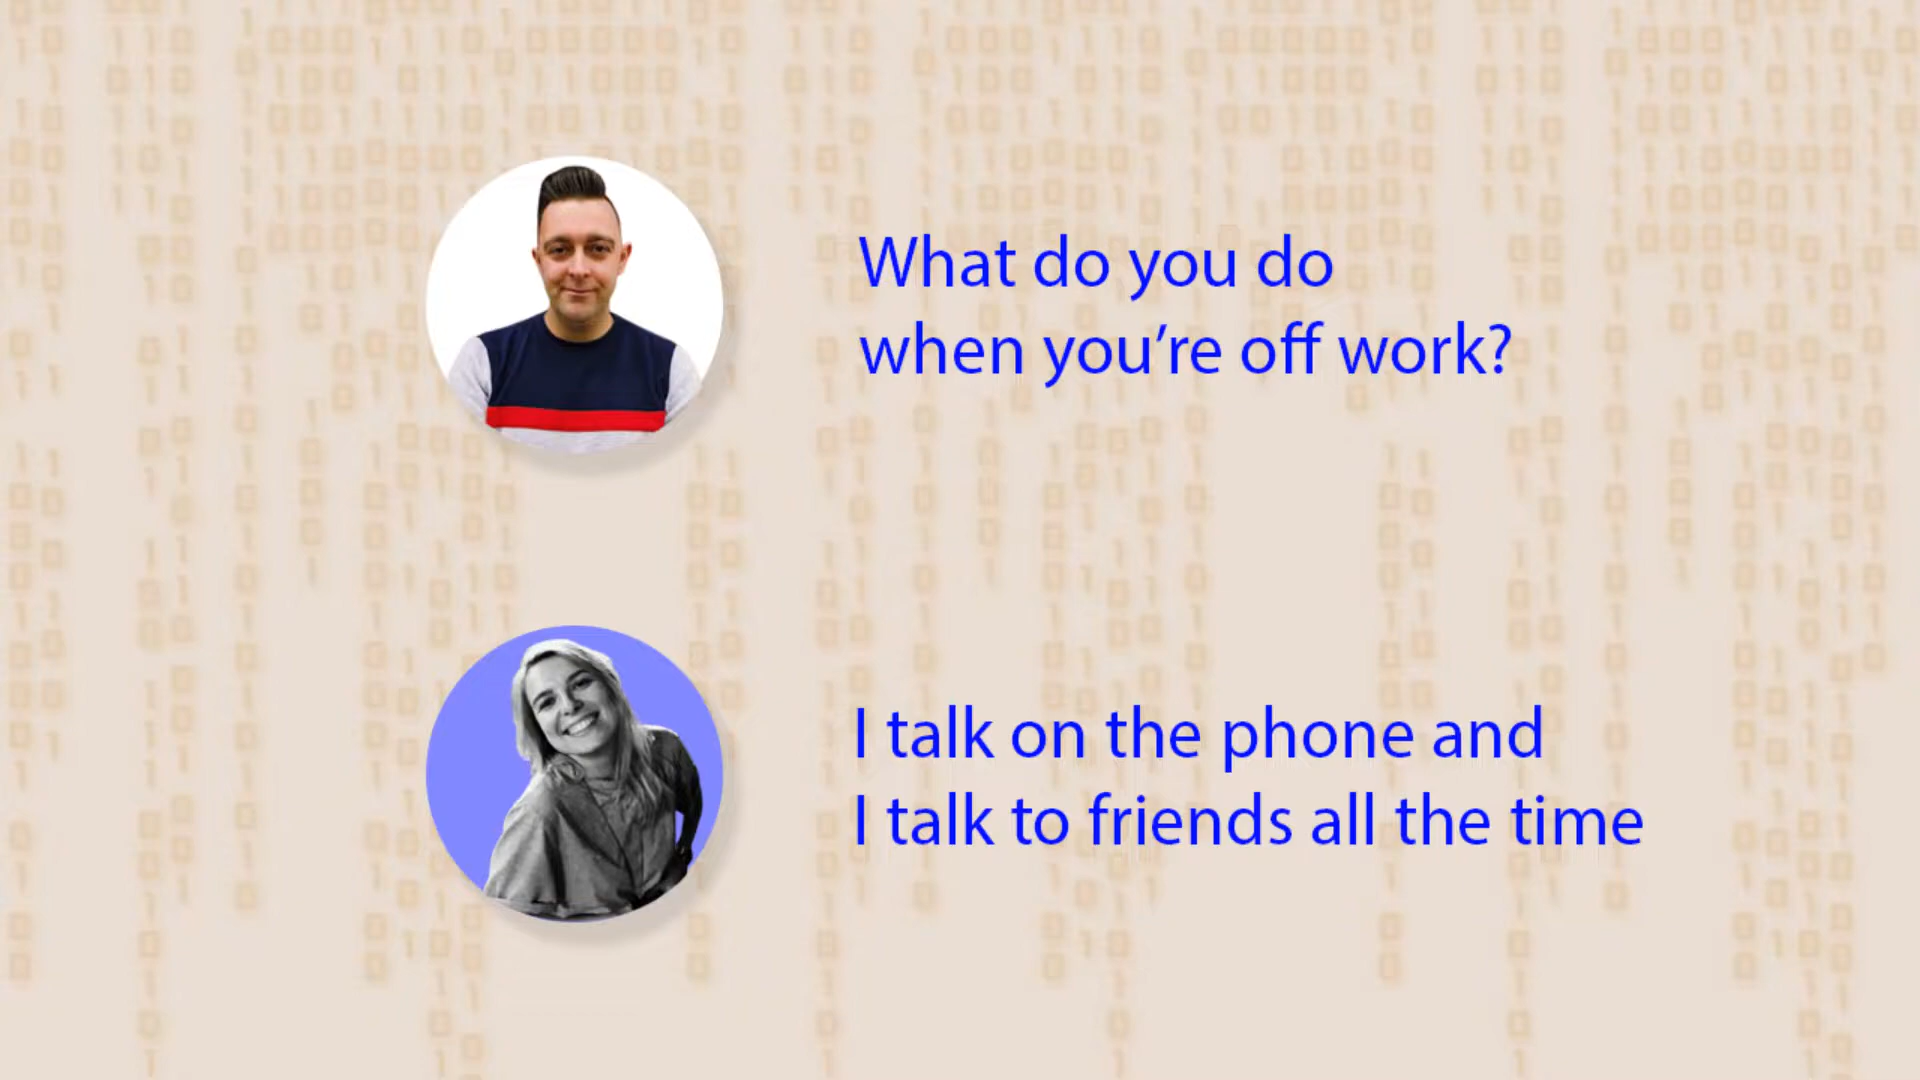 What do you do
when you’re off work?
I talk on the phone and
I talk to friends all the time